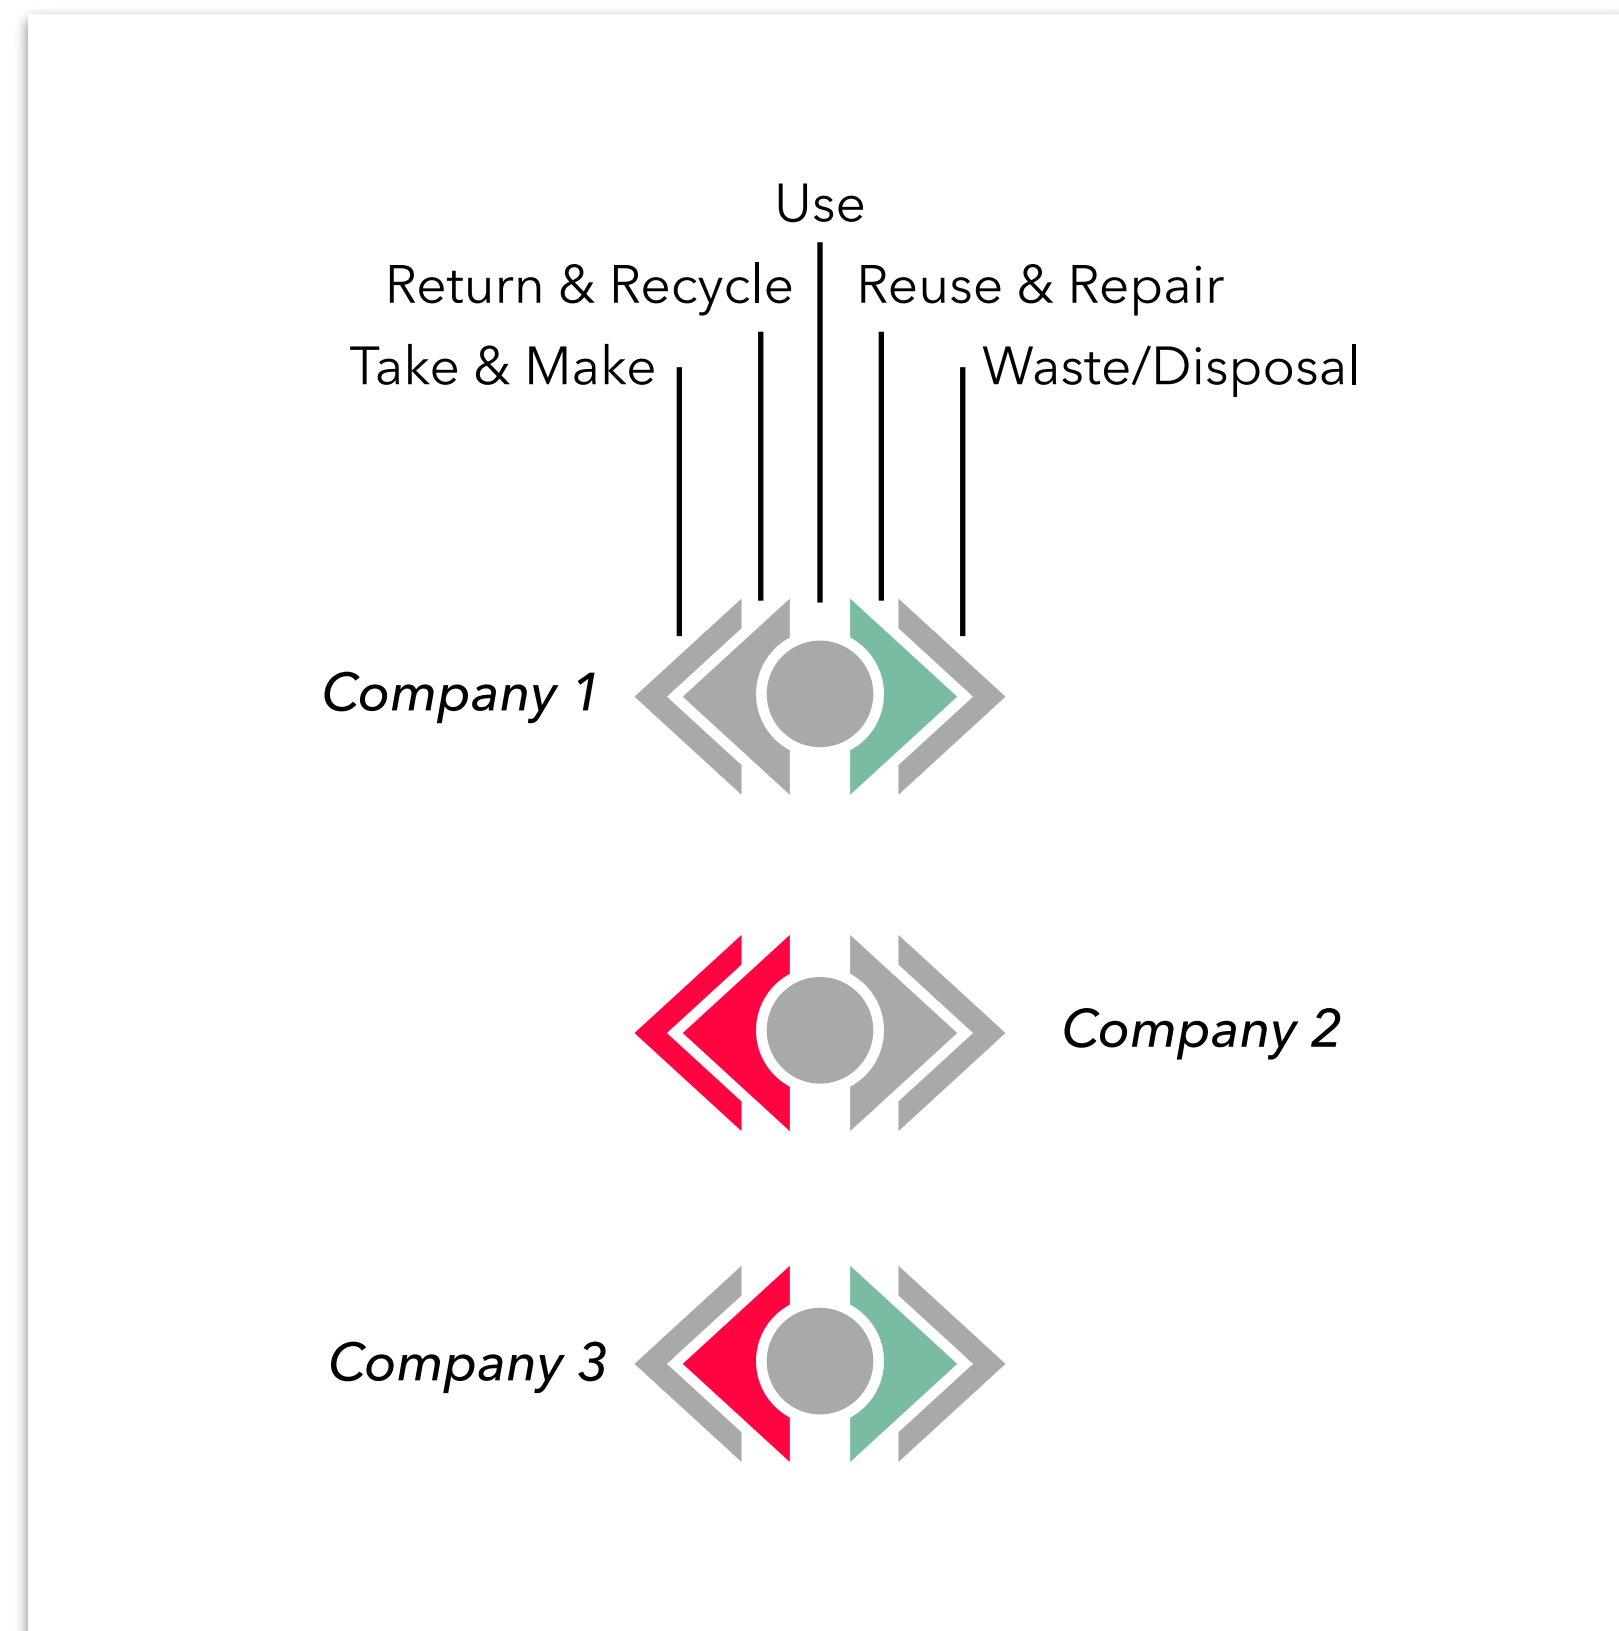 Use
Return & Recycle
Reuse & Repair
Take & Make
Waste/Disposal
Company 1
Company 2
Company 3